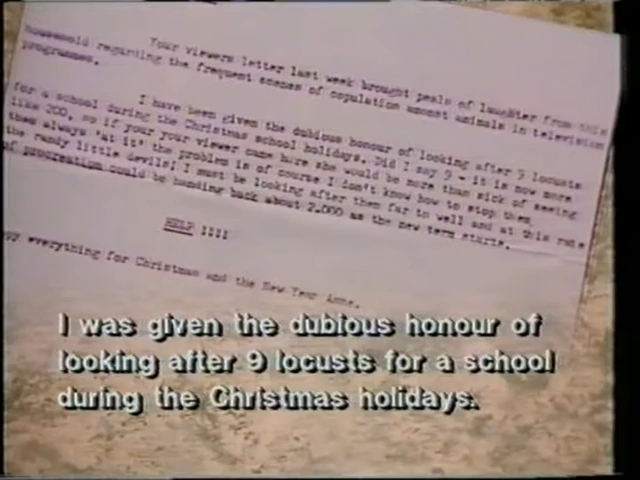 Your viewers letter last week brought peals of laughter from this
household regarding the frequent scenes of copulation amonst animals in television
programmes.
I have been given the dubious honour of looking after 9 locusts
for a school during the Christmas school holidays. Did I say 9 - it is now more
like 200, so if your your viewer came here she would be more than sick of seeing
them always 'at it' the problem is of course I don't know how to stop them
the randy little devils! I must be looking after them far to well and at this rate
of procreation could be handing back about 2,000 as the new term starts.
HELP !!!!
everything for Christmas and the New Year Anne.
I was given the dubious honour of
looking after 9 locusts for a school
during the Christmas holidays.